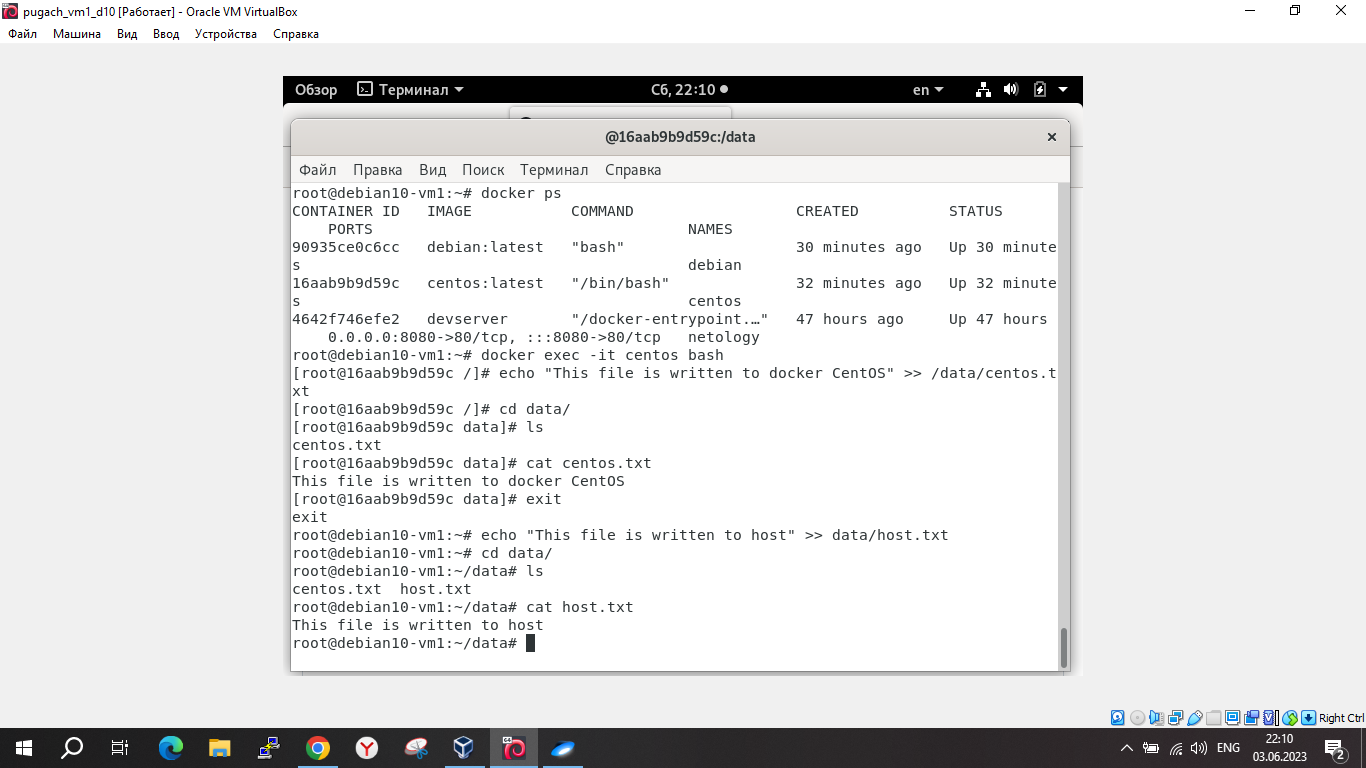 pugach_vm1_d10 [Работает] - Oracle VM VirtualBox
Файл Машина Вид Ввод Устройства Справка
Обзор Терминал Сб, 22:10 en
@16aab9b9d59c:/data
Файл Правка Вид Поиск Терминал Справка
root@debian10-vm1:~# docker ps
CONTAINER ID   IMAGE           COMMAND                  CREATED          STATUS
    PORTS                                   NAMES
90935ce0c6cc   debian:latest   "bash"                   30 minutes ago   Up 30 minute
s                                           debian
16aab9b9d59c   centos:latest   "/bin/bash"              32 minutes ago   Up 32 minute
s                                           centos
4642f746efe2   devserver       "/docker-entrypoint.…"   47 hours ago     Up 47 hours
    0.0.0.0:8080->80/tcp, :::8080->80/tcp   netology
root@debian10-vm1:~# docker exec -it centos bash
[root@16aab9b9d59c /]# echo "This file is written to docker CentOS" >> /data/centos.t
xt
[root@16aab9b9d59c /]# cd data/
[root@16aab9b9d59c data]# ls
centos.txt
[root@16aab9b9d59c data]# cat centos.txt
This file is written to docker CentOS
[root@16aab9b9d59c data]# exit
exit
root@debian10-vm1:~# echo "This file is written to host" >> data/host.txt
root@debian10-vm1:~# cd data/
root@debian10-vm1:~/data# ls
centos.txt  host.txt
root@debian10-vm1:~/data# cat host.txt
This file is written to host
root@debian10-vm1:~/data#
Right Ctrl
ENG
22:10
03.06.2023
2